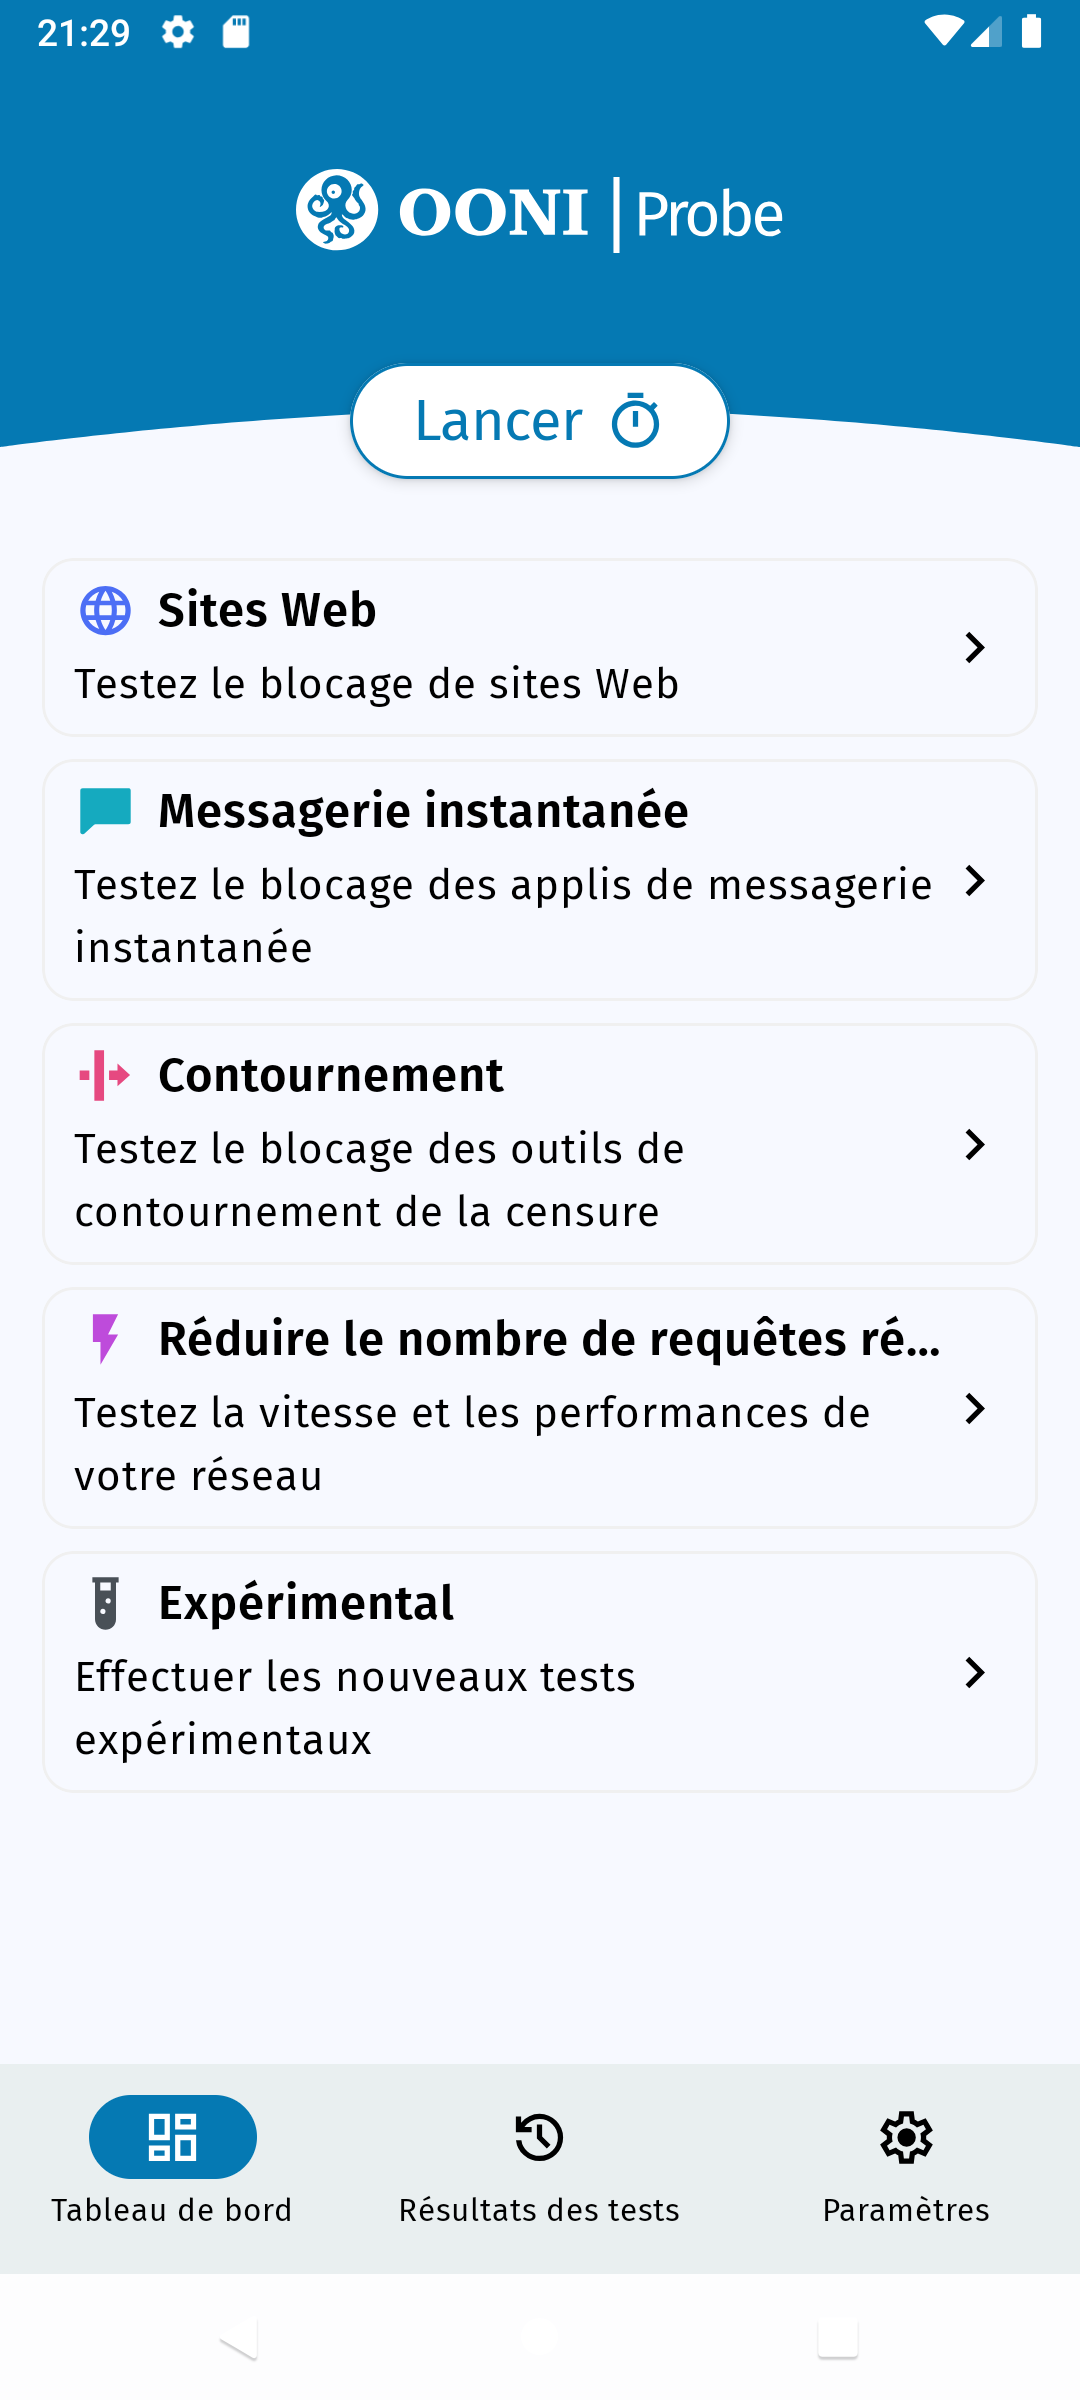 21:29
OONI | Probe
Lancer
Sites Web
Testez le blocage de sites Web
Messagerie instantanée
Testez le blocage des applis de messagerie
instantanée
Contournement
Testez le blocage des outils de
contournement de la censure
Réduire le nombre de requêtes ré...
Testez la vitesse et les performances de
votre réseau
Expérimental
Effectuer les nouveaux tests
expérimentaux
Tableau de bord
Résultats des tests
Paramètres